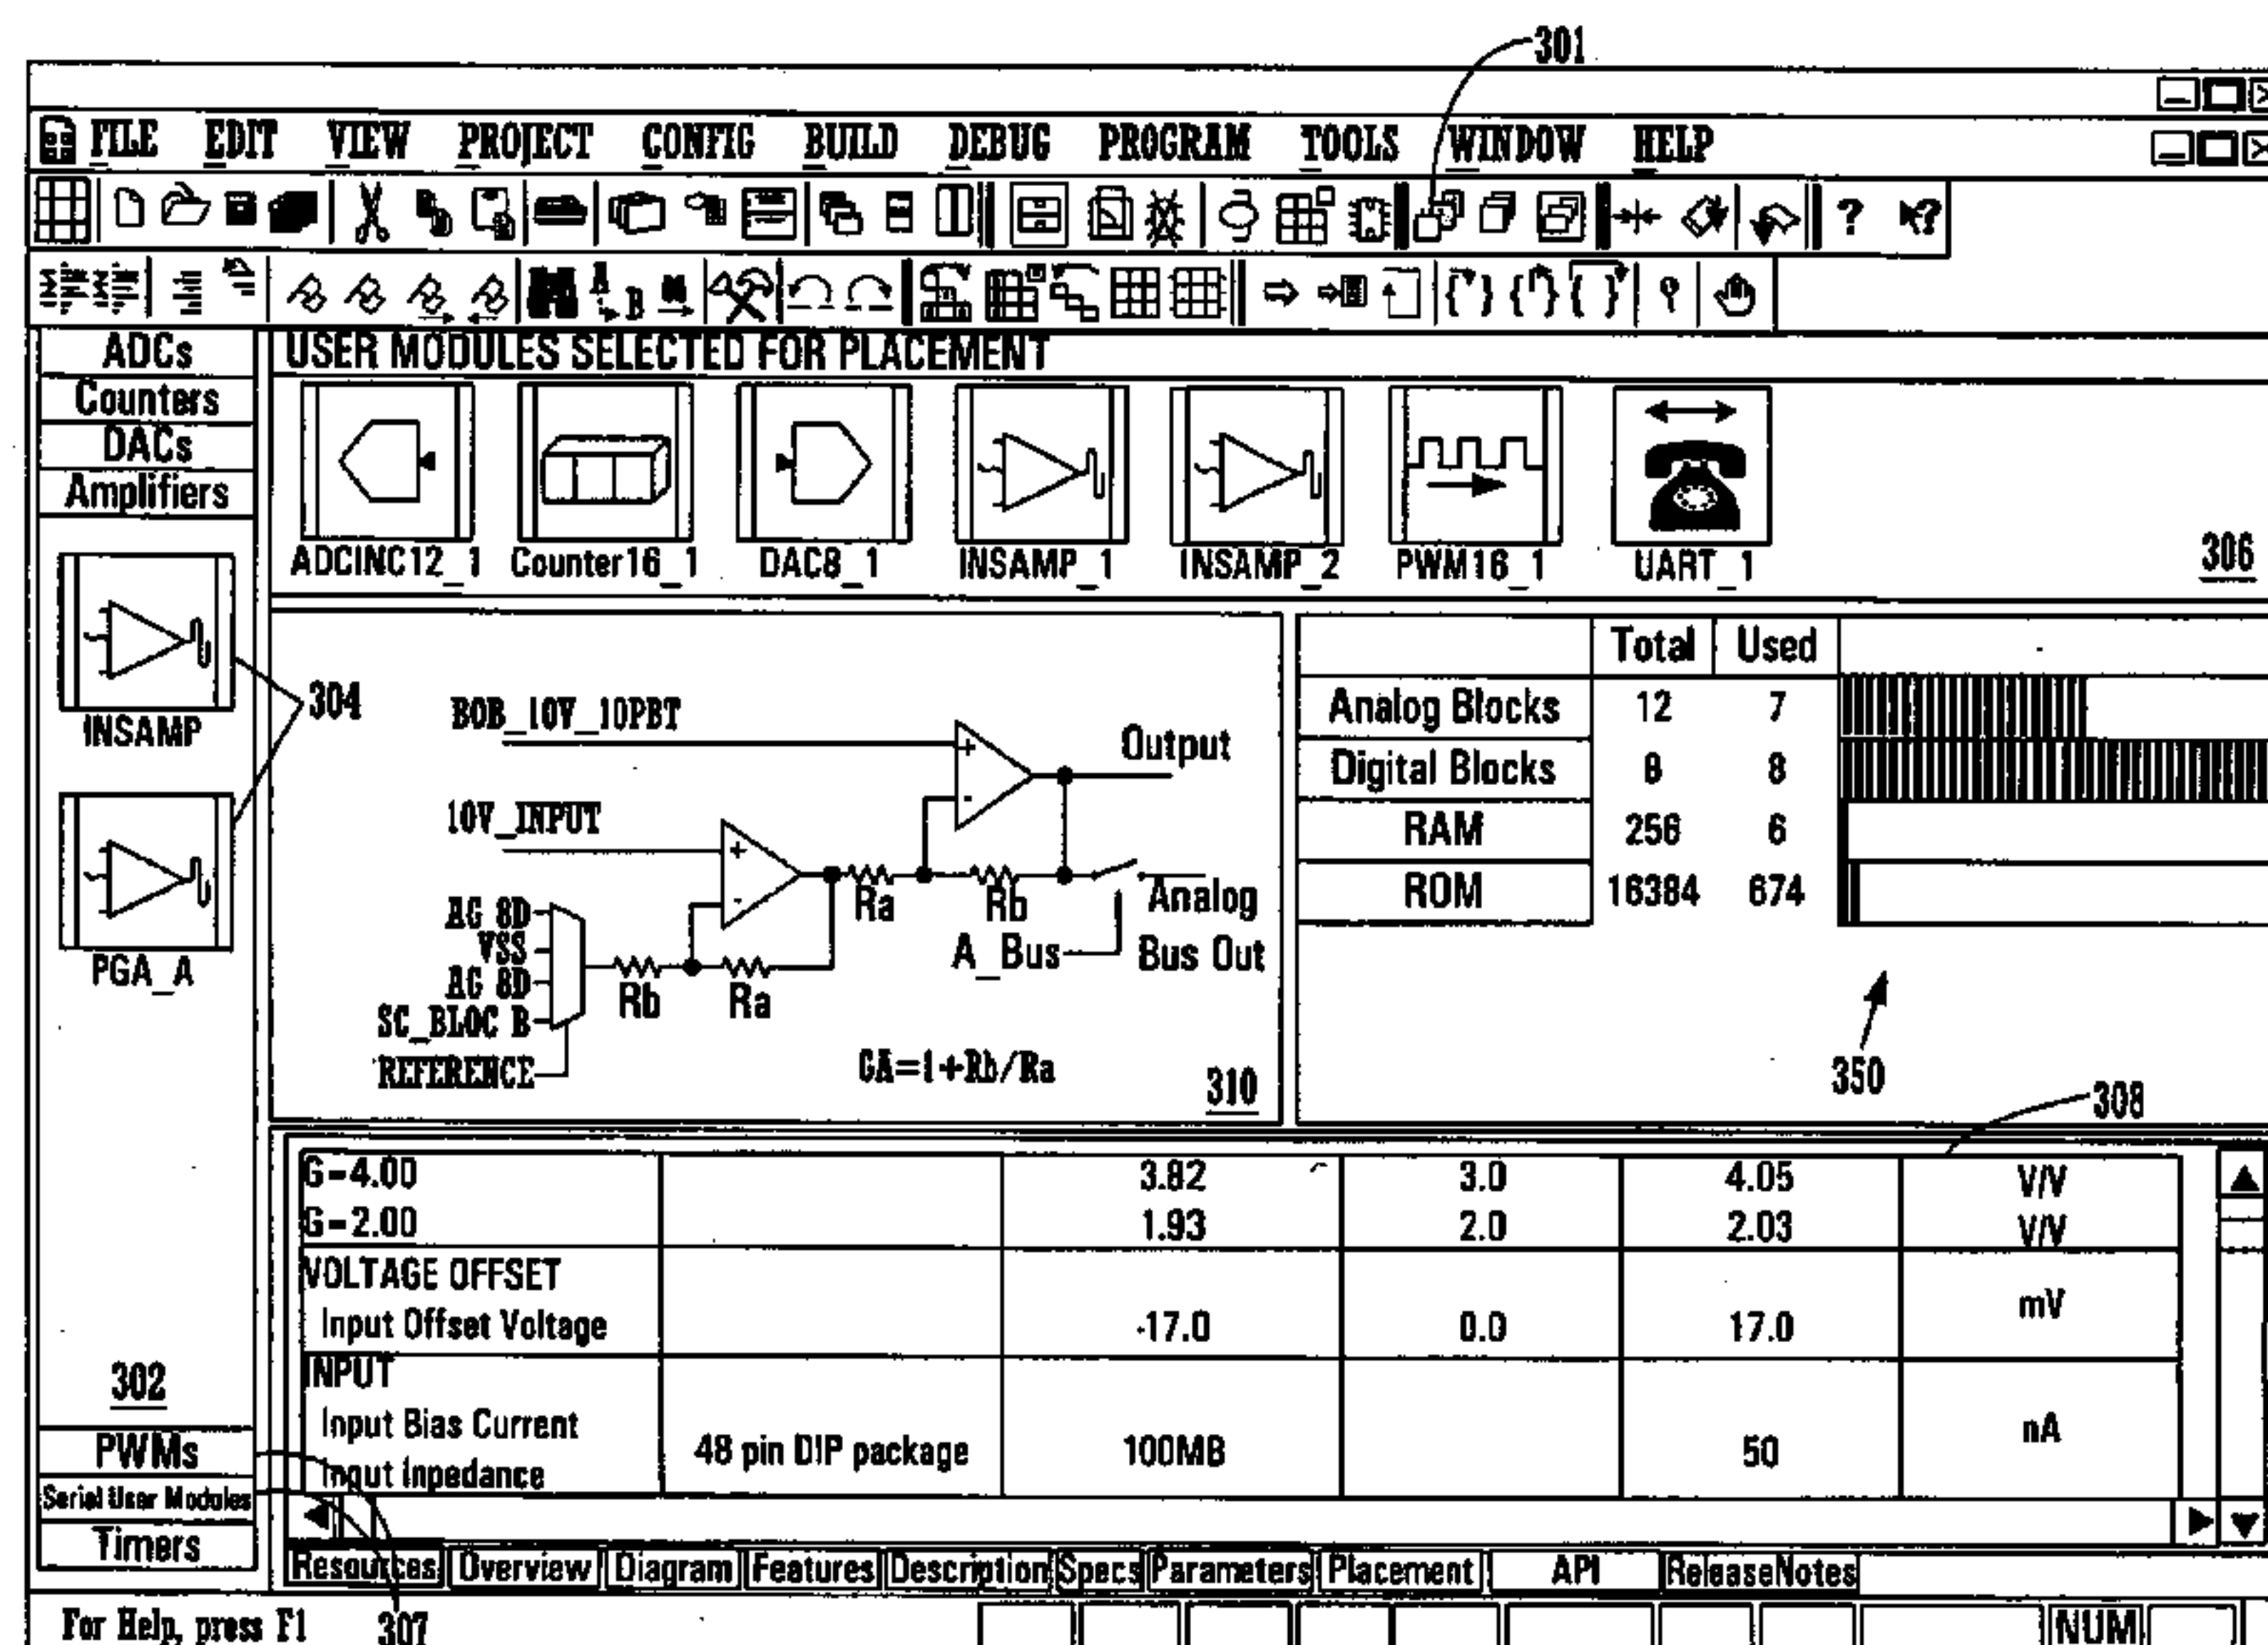 301
FILE EDIT VIEW PROJECT CONFIG BUILD DEBUG PROGRAM TOOLS WINDOW HELP
? ?
A B M
{ } { } { }
ADCs
Counters
DACs
Amplifiers
INSAMP
304
PGA_A
302
PWMs
Serial User Modules
Timers
307
USER MODULES SELECTED FOR PLACEMENT
ADCINC12_1 Counter16_1 DAC8_1 INSAMP_1 INSAMP_2 PWM16_1 UART_1
306
BOB_10V_10PBT
Output
10V_INPUT
Ra Rb
Analog
Bus Out
A_Bus
AG 8D
VSS
AG 8D
SC_BLOC B
REFERENCE
Rb Ra
GA=1+Rb/Ra
310
Total Used
Analog Blocks 12 7
Digital Blocks 8 8
RAM 256 6
ROM 16384 674
350
308
G-4.00 3.82 3.0 4.05 V/V
G-2.00 1.93 2.0 2.03 V/V
VOLTAGE OFFSET
Input Offset Voltage -17.0 0.0 17.0 mV
INPUT
Input Bias Current nA
Input Inpedance 48 pin DIP package 100MB 50
Resources Overview Diagram Features Description Specs Parameters Placement API ReleaseNotes
For Help, press F1
NUM